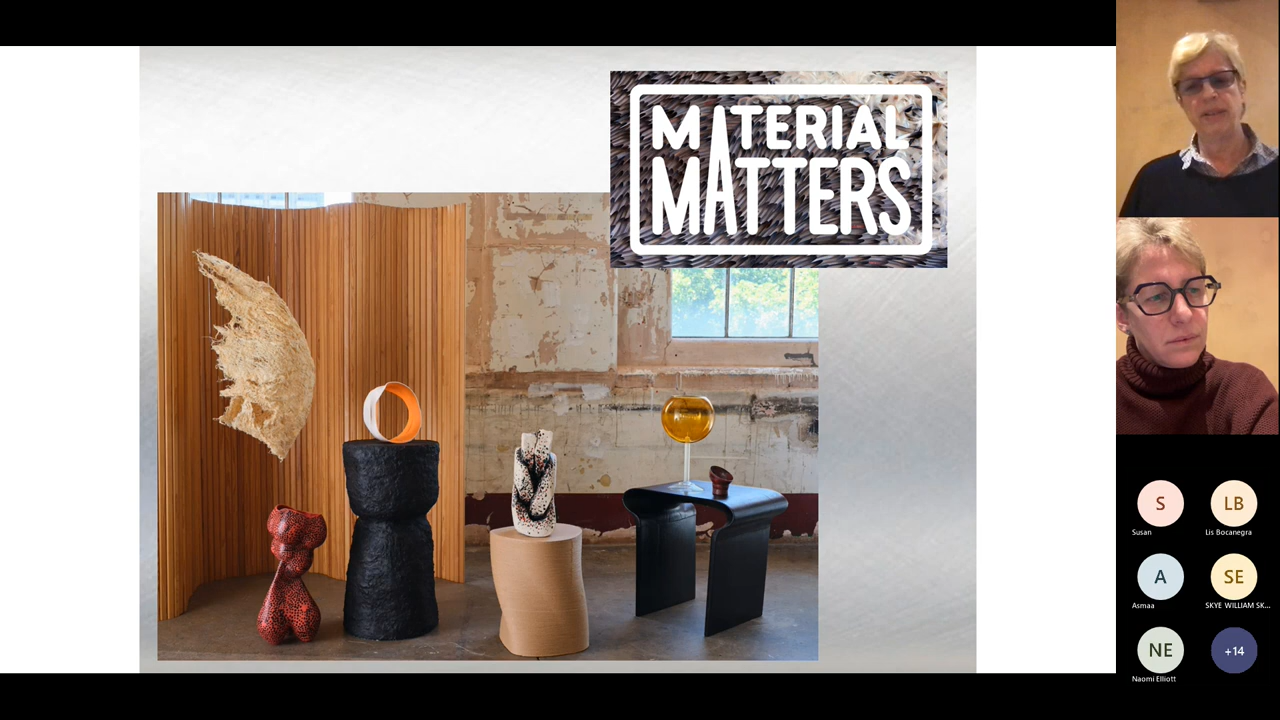 MATERIAL
MATTERS
S
LB
Susan
Lis Bocanegra
A
SE
Asmaa
SKYE WILLIAM SK...
NE
+14
Naomi Elliott